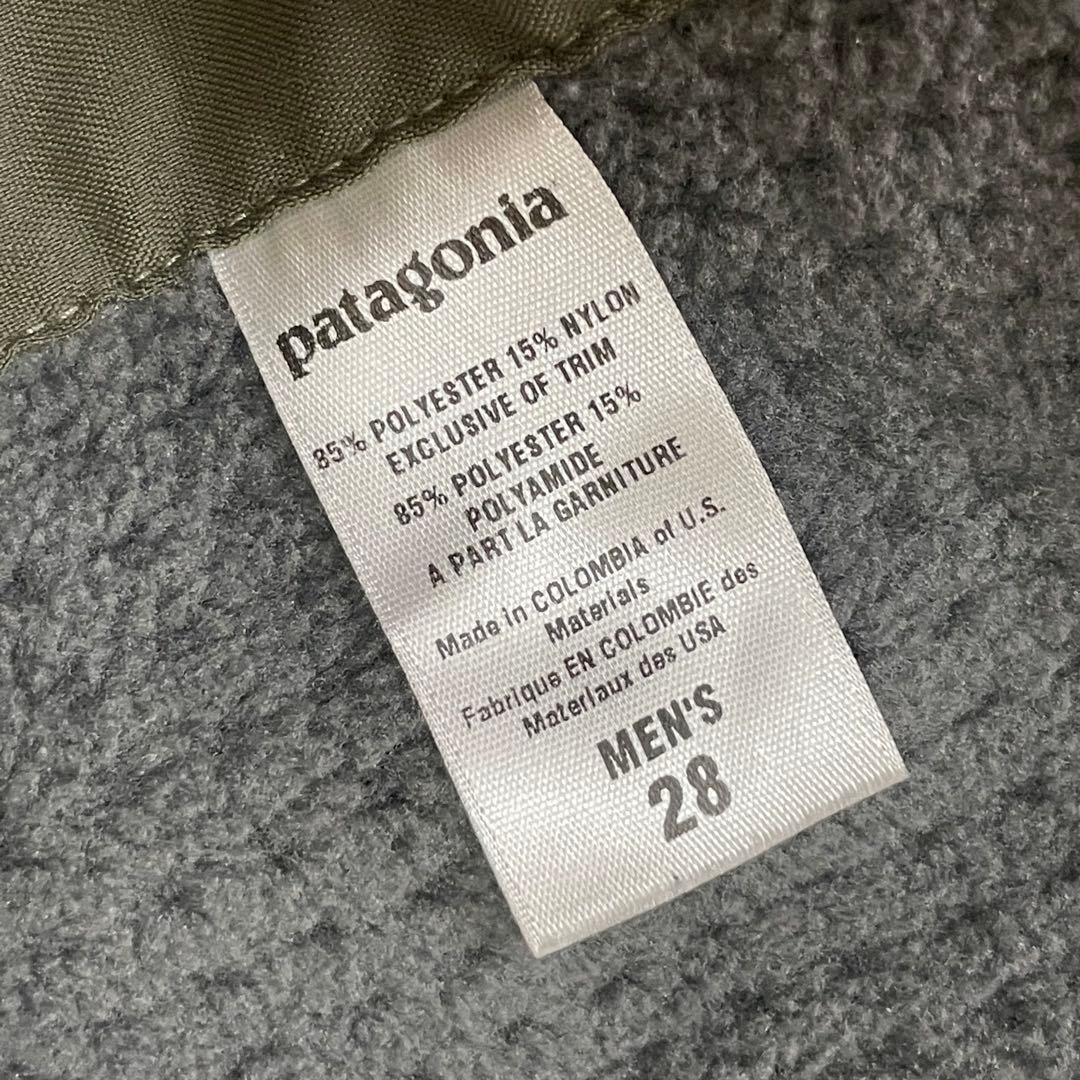 patagonia
85% POLYESTER 15% NYLON
EXCLUSIVE OF TRIM
85% POLYESTER 15%
POLYAMIDE
A PART LA GARNITURE
Made in COLOMBIA of U.S.
Materials
Fabrique EN COLOMBIE des
Materiaux des USA
MEN'S
28